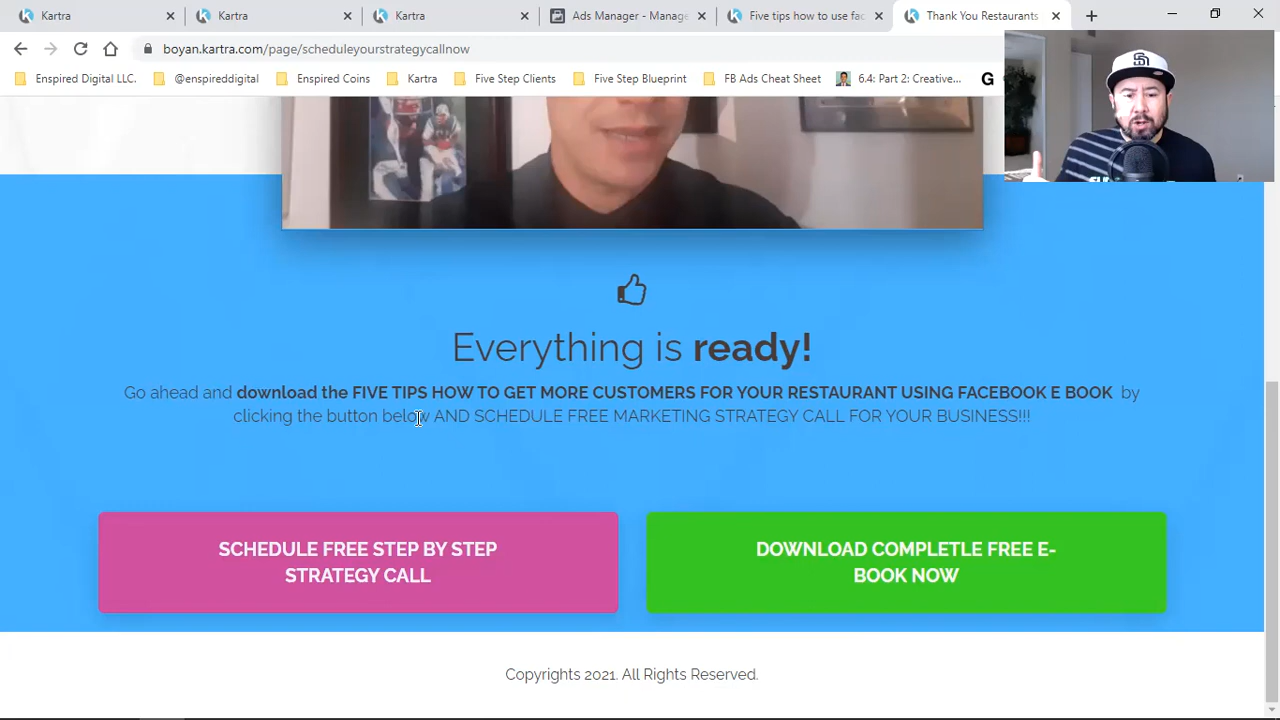 Kartra
Kartra
Kartra
Ads Manager - Manage
Five tips how to use fac
Thank You Restaurants
boyan.kartra.com/page/scheduleyourstrategycallnow
Enspired Digital LLC.
@enspireddigital
Enspired Coins
Kartra
Five Step Clients
Five Step Blueprint
FB Ads Cheat Sheet
6.4: Part 2: Creative...
G
Everything is ready!
Go ahead and download the FIVE TIPS HOW TO GET MORE CUSTOMERS FOR YOUR RESTAURANT USING FACEBOOK E BOOK by
clicking the button below AND SCHEDULE FREE MARKETING STRATEGY CALL FOR YOUR BUSINESS!!!
SCHEDULE FREE STEP BY STEP
STRATEGY CALL
DOWNLOAD COMPLETLE FREE E-
BOOK NOW
Copyrights 2021. All Rights Reserved.